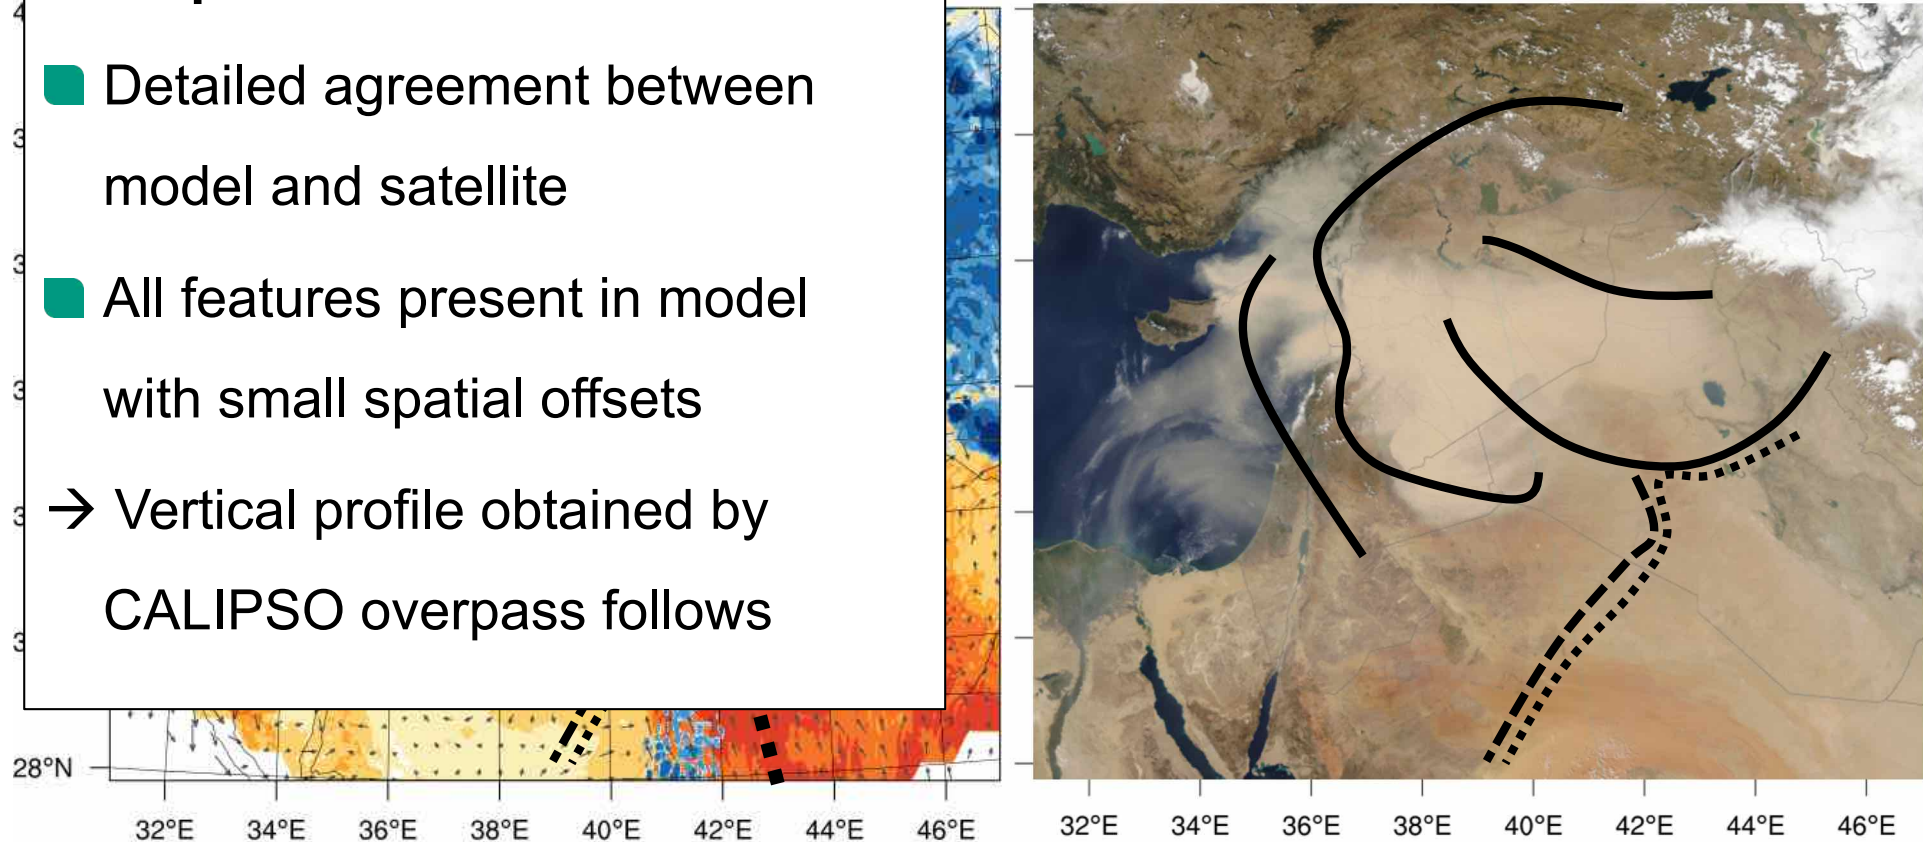 Detailed agreement between
model and satellite
All features present in model
with small spatial offsets
→ Vertical profile obtained by
CALIPSO overpass follows
28°N
32°E 34°E 36°E 38°E 40°E 42°E 44°E 46°E
32°E 34°E 36°E 38°E 40°E 42°E 44°E 46°E